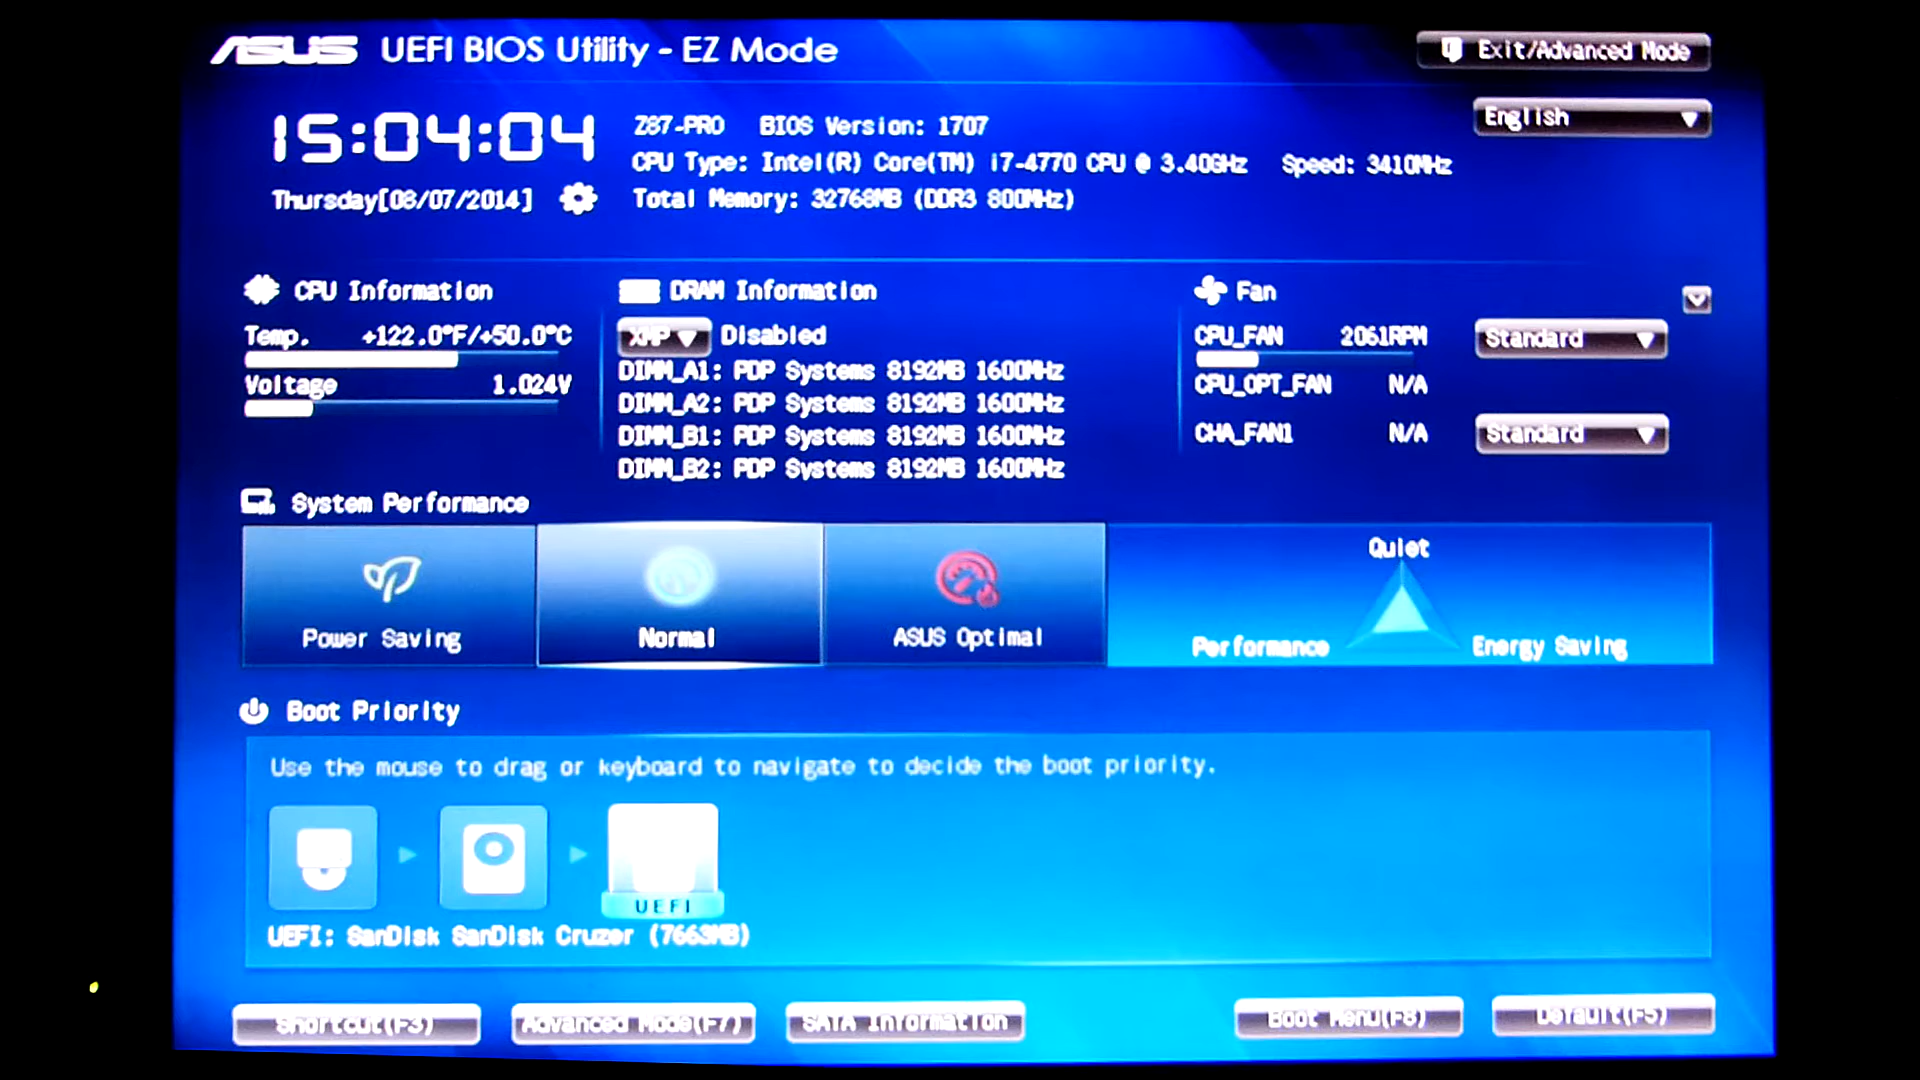 ASUS UEFI BIOS Utility - EZ Mode
Exit/Advanced Mode
English
15:04:04
Thursday[08/07/2014]
Z87-PRO BIOS Version: 1707
CPU Type: Intel(R) Core(TM) i7-4770 CPU @ 3.40GHz Speed: 3410MHz
Total Memory: 32768MB (DDR3 800MHz)
CPU Information
Temp. +122.0°F/+50.0°C
Voltage 1.024V
DRAM Information
XMP Disabled
DIMM_A1: PDP Systems 8192MB 1600MHz
DIMM_A2: PDP Systems 8192MB 1600MHz
DIMM_B1: PDP Systems 8192MB 1600MHz
DIMM_B2: PDP Systems 8192MB 1600MHz
Fan
CPU_FAN 2061RPM Standard
CPU_OPT_FAN N/A
CHA_FAN1 N/A Standard
System Performance
Power Saving
Normal
ASUS Optimal
Quiet
Performance
Energy Saving
Boot Priority
Use the mouse to drag or keyboard to navigate to decide the boot priority.
UEFI
UEFI: SanDisk SanDisk Cruzer (7663MB)
Shortcut(F3)
Advanced Mode(F7)
SATA Information
Boot Menu(F8)
Default(F5)